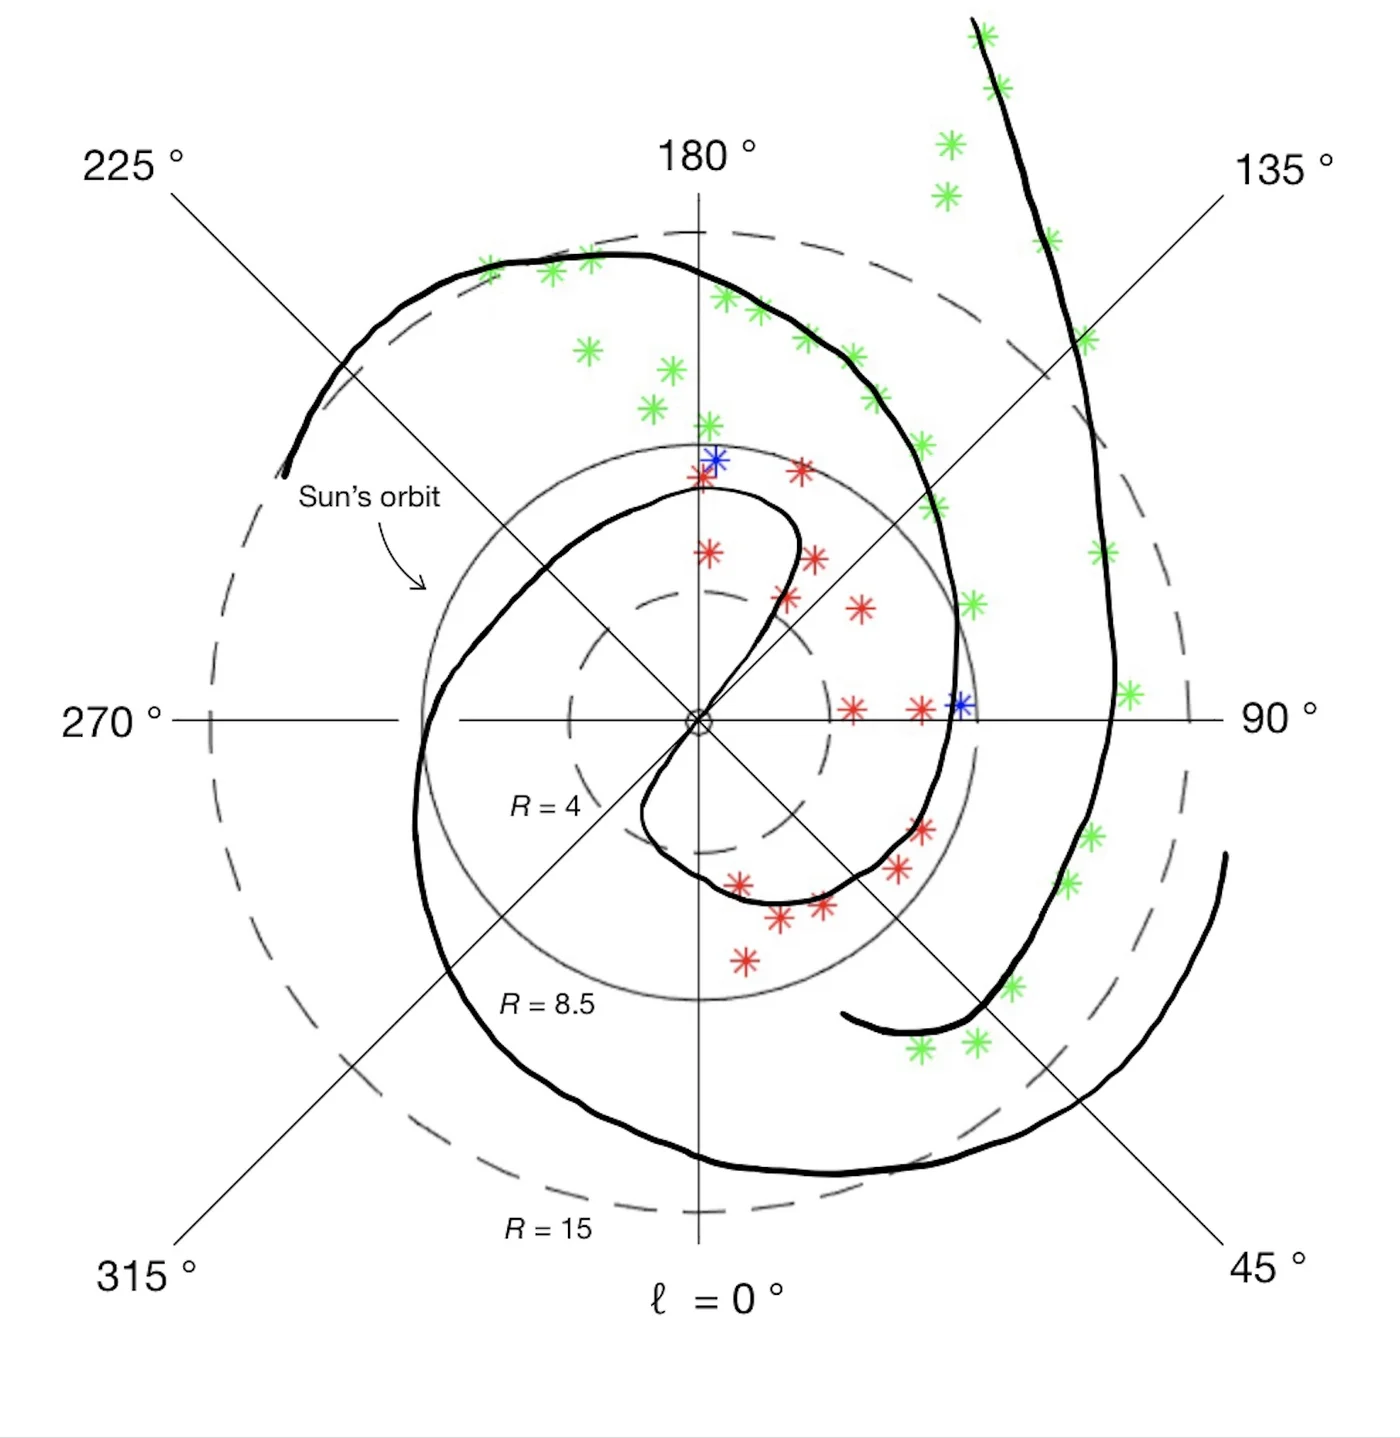 180 °
225 °
135 °
Sun's orbit
270 °
90 °
R = 4
R = 8.5
R = 15
315 °
45 °
ℓ = 0 °